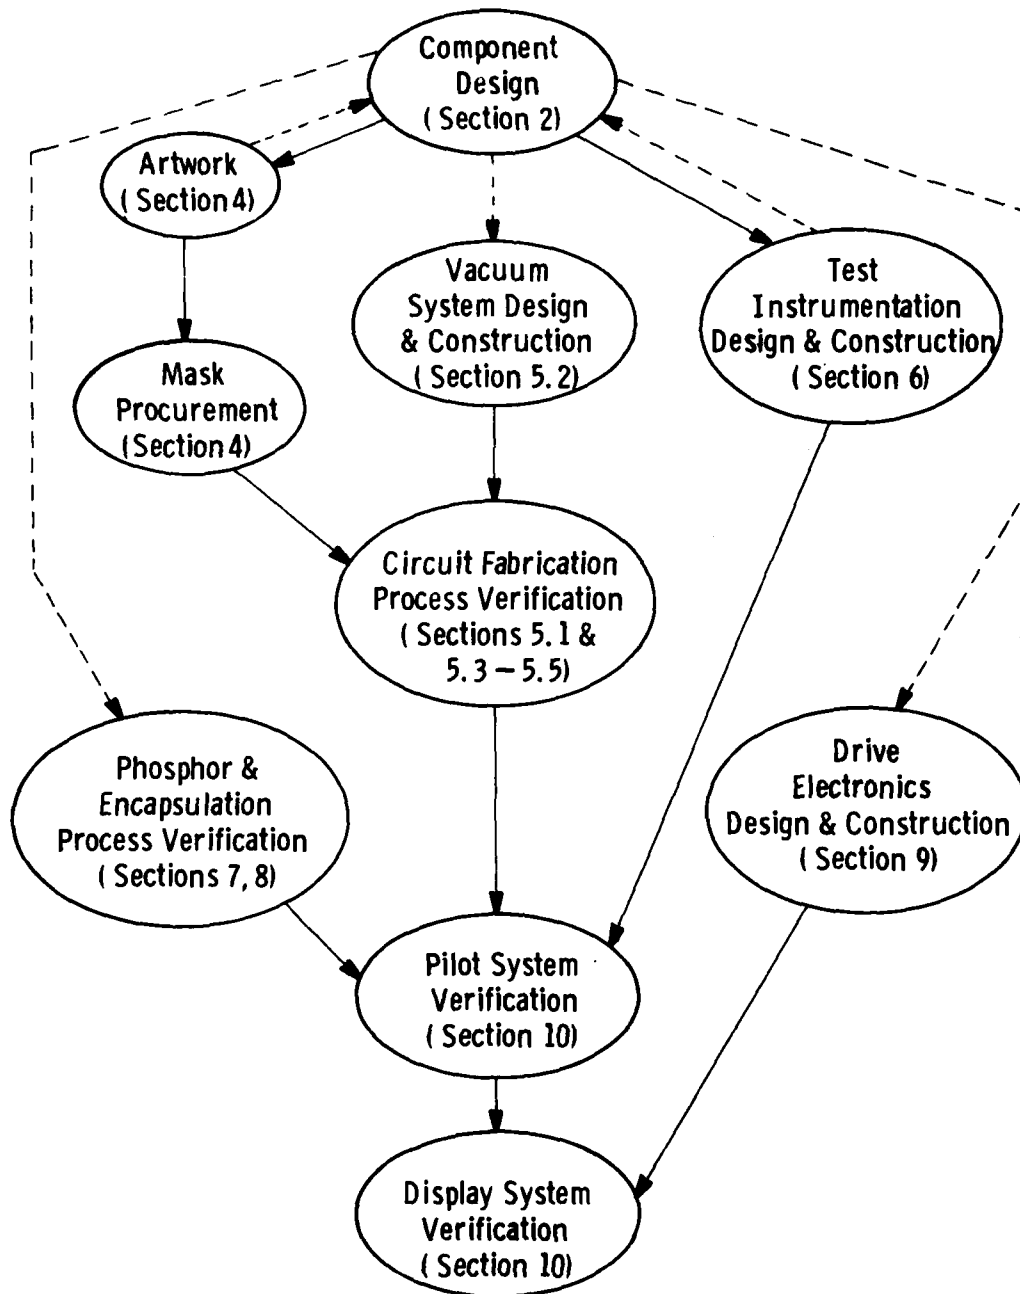 Component
Design
(Section 2)
Artwork
(Section 4)
Vacuum
System Design
& Construction
(Section 5.2)
Test
Instrumentation
Design & Construction
(Section 6)
Mask
Procurement
(Section 4)
Circuit Fabrication
Process Verification
(Sections 5.1 &
5.3 – 5.5)
Phosphor &
Encapsulation
Process Verification
(Sections 7, 8)
Drive
Electronics
Design & Construction
(Section 9)
Pilot System
Verification
(Section 10)
Display System
Verification
(Section 10)